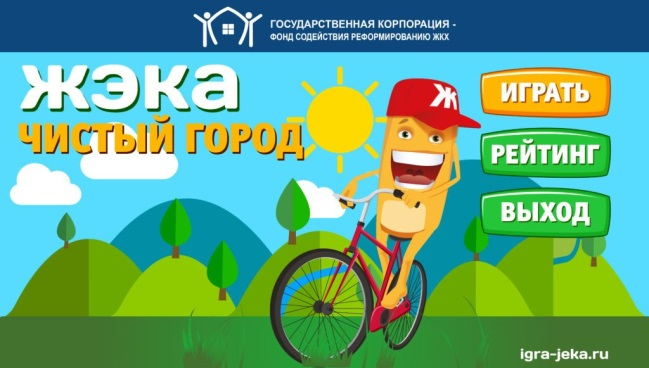 ГОСУДАРСТВЕННАЯ КОРПОРАЦИЯ -
ФОНД СОДЕЙСТВИЯ РЕФОРМИРОВАНИЮ ЖКХ
ЖЭКА
ЧИСТЫЙ ГОРОД
Ж
ИГРАТЬ
РЕЙТИНГ
ВЫХОД
igra-jeka.ru